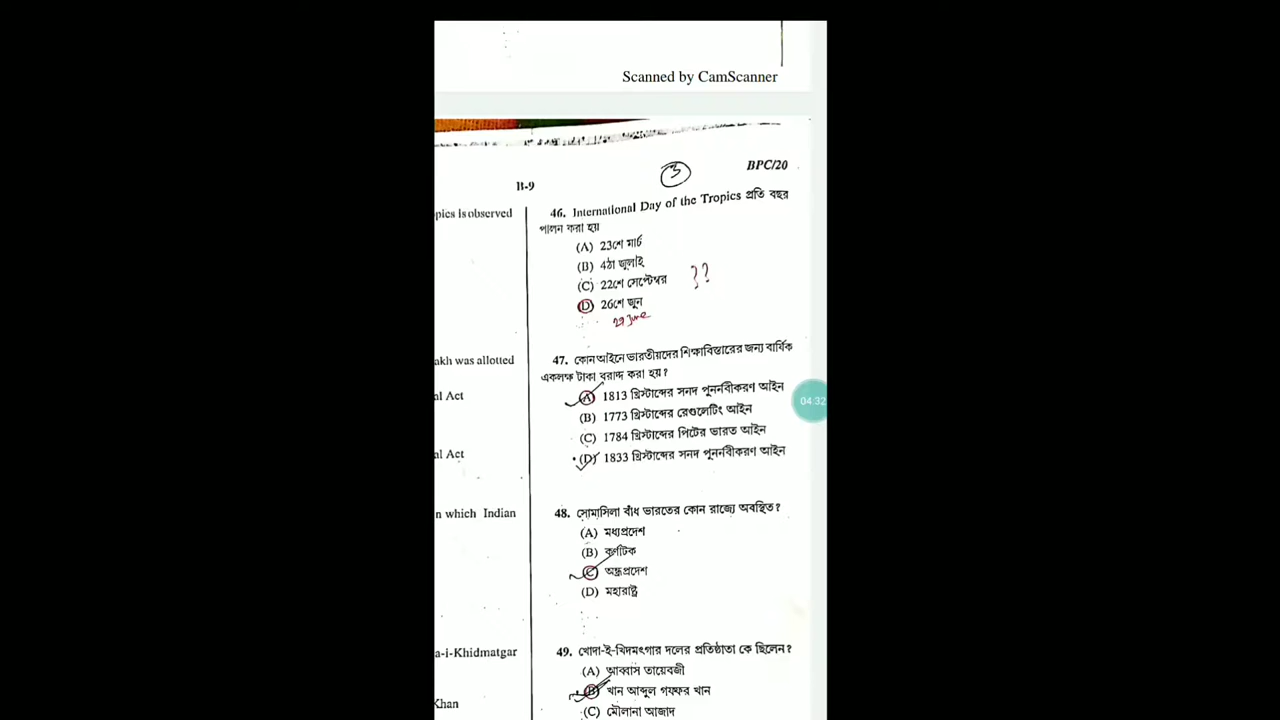 Scanned by CamScanner
3
BPC/20
B-9
pics is observed
46. International Day of the Tropics প্রতি বছর
পালন করা হয়
(A) 23শে মার্চ
(B) 4ঠা জুলাই
(C) 22শে সেপ্টেম্বর
??
(D) 26শে জুন
29 June
akh was allotted
47. কোন আইনে ভারতীয়দের শিক্ষাবিস্তারের জন্য বার্ষিক
একলক্ষ টাকা বরাদ্দ করা হয়?
al Act
(A) 1813 খ্রিস্টাব্দের সনদ পুনর্নবীকরণ আইন
04:32
(B) 1773 খ্রিস্টাব্দের রেগুলেটিং আইন
(C) 1784 খ্রিস্টাব্দের পিটের ভারত আইন
al Act
(D) 1833 খ্রিস্টাব্দের সনদ পুনর্নবীকরণ আইন
n which Indian
48. সোমাসিলা বাঁধ ভারতের কোন রাজ্যে অবস্থিত?
(A) মধ্যপ্রদেশ
(B) কর্ণাটক
(C) অন্ধ্রপ্রদেশ
(D) মহারাষ্ট্র
a-i-Khidmatgar
49. খোদা-ই-খিদমৎগার দলের প্রতিষ্ঠাতা কে ছিলেন?
(A) আব্বাস তায়েবজী
(B) খান আব্দুল গফফর খান
Khan
(C) মৌলানা আজাদ